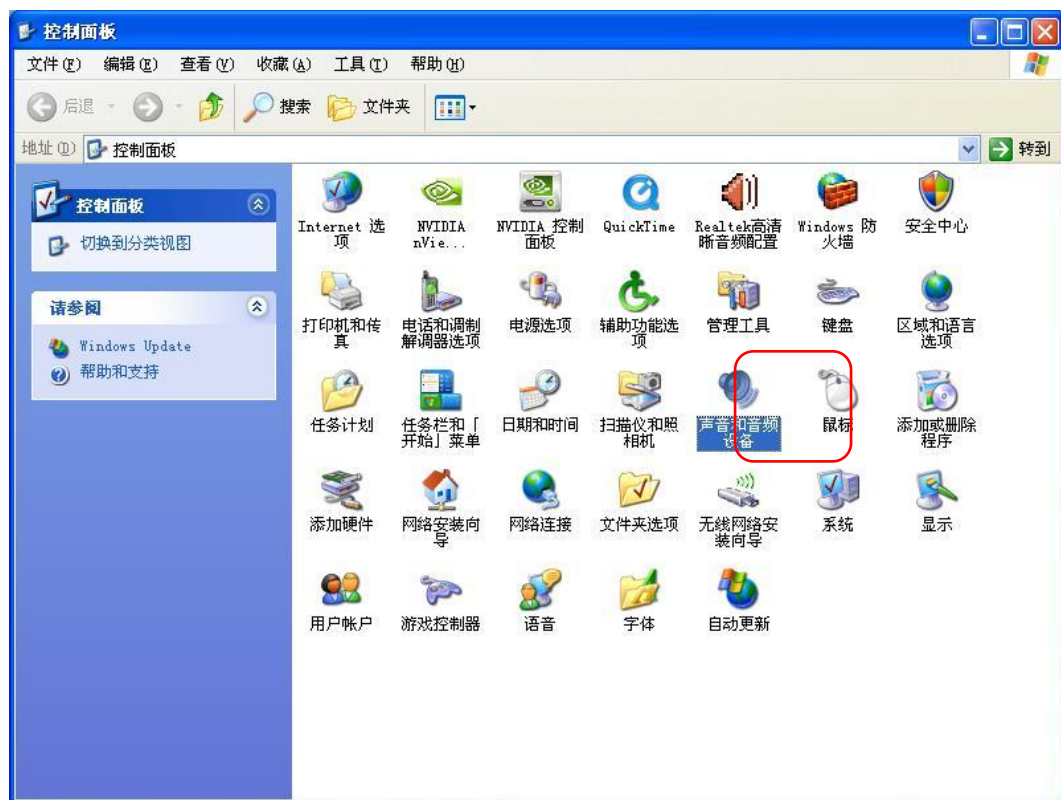 控制面板
文件(F) 编辑(E) 查看(V) 收藏(A) 工具(T) 帮助(H)
后退 搜索 文件夹
地址(D) 控制面板 转到
控制面板
切换到分类视图
请参阅
Windows Update
帮助和支持
Internet 选 NVIDIA NVIDIA 控制 QuickTime Realtek高清 Windows 防 安全中心
项 nVie... 面板 晰音频配置 火墙
打印机和传 电话和调制 电源选项 辅助功能选 管理工具 键盘 区域和语言
真 解调器选项 项 选项
任务计划 任务栏和「 日期和时间 扫描仪和照 声音和音频 鼠标 添加或删除
开始」菜单 相机 设备 程序
添加硬件 网络安装向 网络连接 文件夹选项 无线网络安 系统 显示
导 装向导
用户帐户 游戏控制器 语音 字体 自动更新